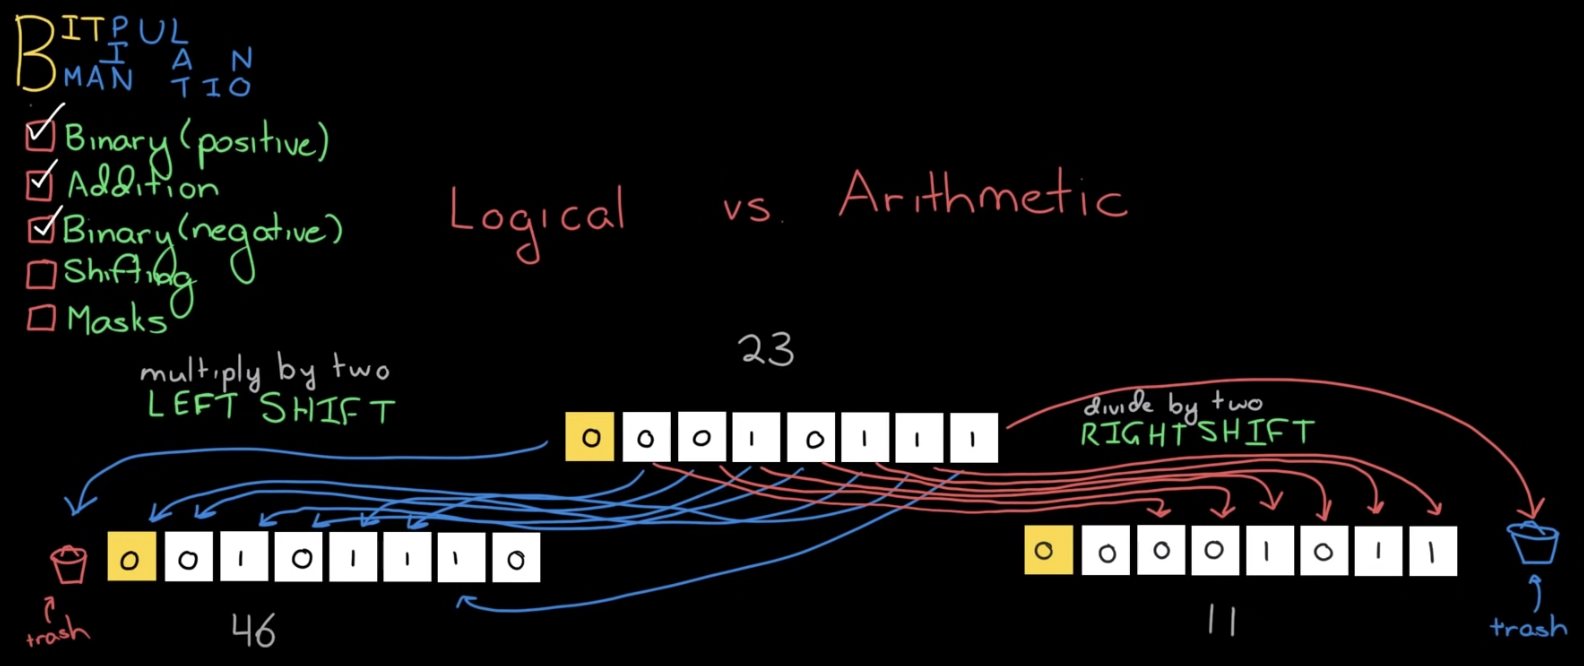 BIT MANIPULATION
Binary (positive)
Addition
Binary (negative)
Shifting
Masks
Logical vs. Arithmetic
23
multiply by two
LEFT SHIFT
divide by two
RIGHT SHIFT
0 0 0 1 0 1 1 1
0 0 1 0 1 1 1 0
0 0 0 0 1 0 1 1
46
11
trash
trash